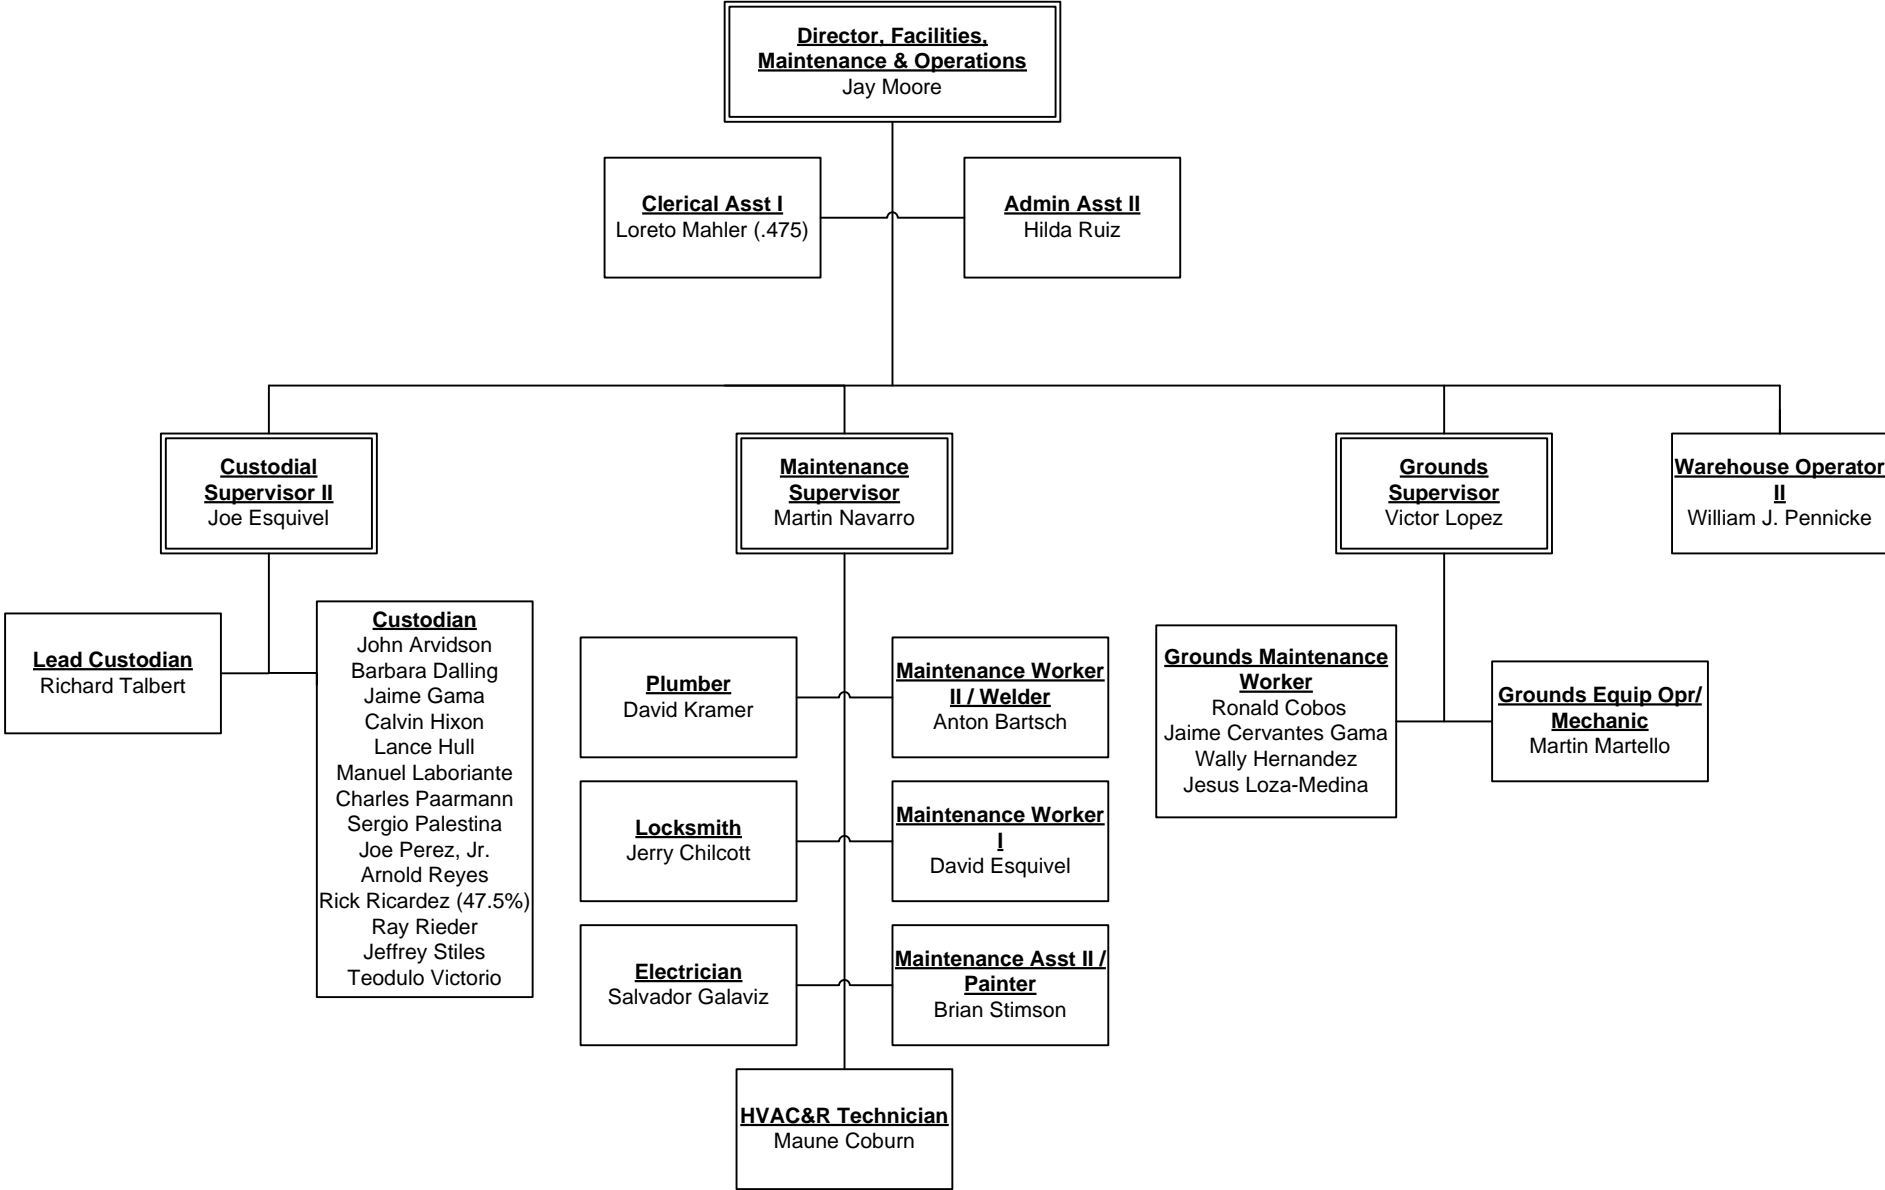 Director, Facilities,
Maintenance & Operations
Jay Moore
Clerical Asst I
Loreto Mahler (.475)
Admin Asst II
Hilda Ruiz
Custodial
Supervisor II
Joe Esquivel
Maintenance
Supervisor
Martin Navarro
Grounds
Supervisor
Victor Lopez
Warehouse Operator
II
William J. Pennicke
Lead Custodian
Richard Talbert
Custodian
John Arvidson
Barbara Dalling
Jaime Gama
Calvin Hixon
Lance Hull
Manuel Laboriante
Charles Paarmann
Sergio Palestina
Joe Perez, Jr.
Arnold Reyes
Rick Ricardez (47.5%)
Ray Rieder
Jeffrey Stiles
Teodulo Victorio
Plumber
David Kramer
Maintenance Worker
II / Welder
Anton Bartsch
Locksmith
Jerry Chilcott
Maintenance Worker
I
David Esquivel
Electrician
Salvador Galaviz
Maintenance Asst II /
Painter
Brian Stimson
HVAC&R Technician
Maune Coburn
Grounds Maintenance
Worker
Ronald Cobos
Jaime Cervantes Gama
Wally Hernandez
Jesus Loza-Medina
Grounds Equip Opr/
Mechanic
Martin Martello